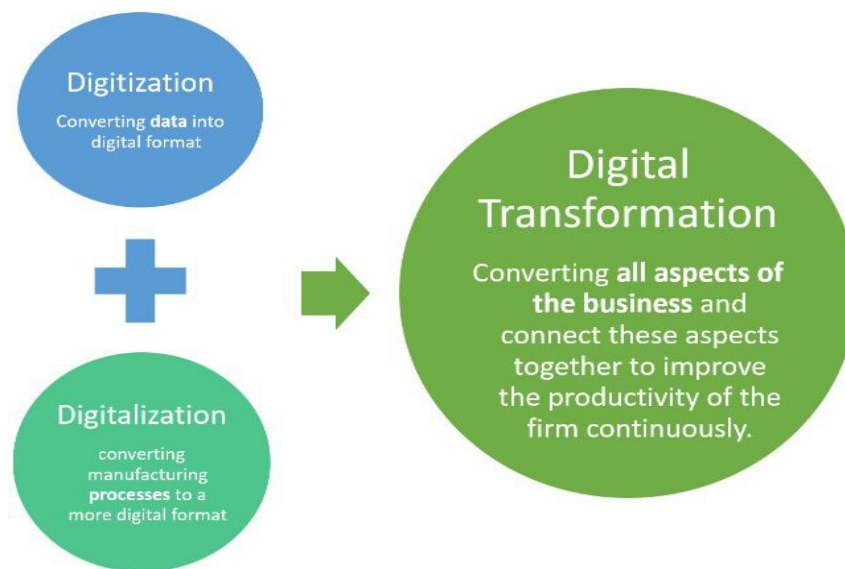 Digitization
Converting data into
digital format
Digitalization
converting
manufacturing
processes to a
more digital format
Digital
Transformation
Converting all aspects of
the business and
connect these aspects
together to improve
the productivity of the
firm continuously.